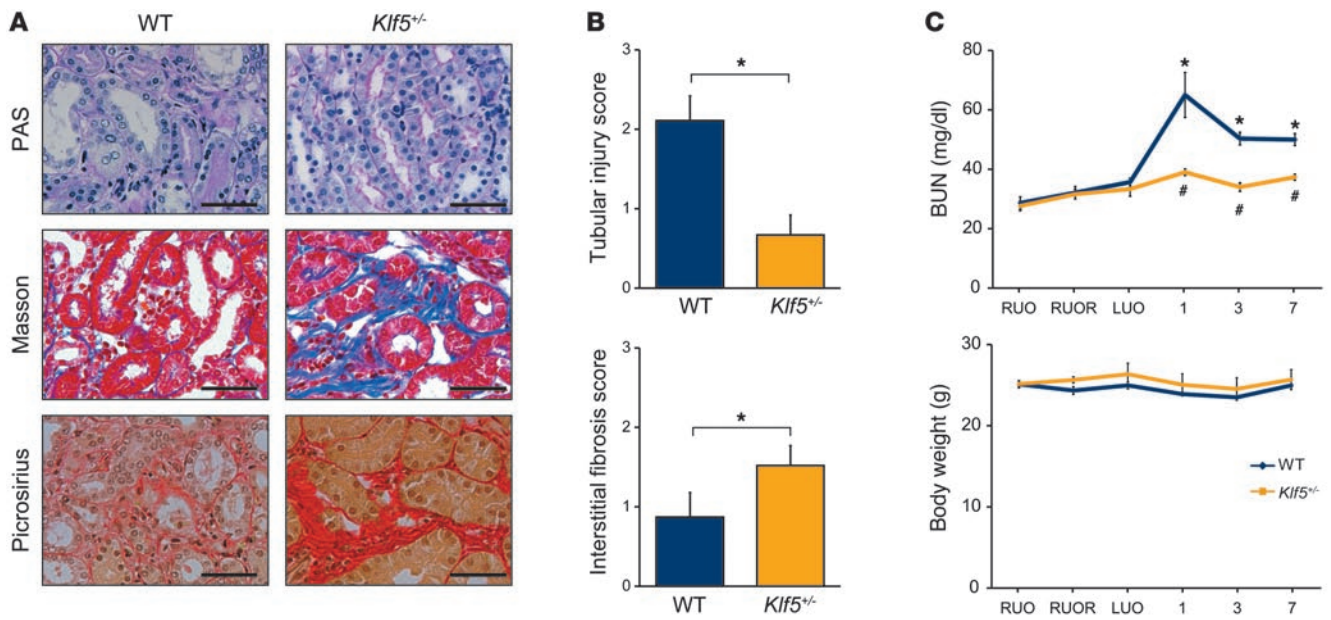 A
WT
Klf5+/-
PAS
Masson
Picrosirius
B
3
2
1
0
Tubular injury score
*
WT
Klf5+/-
3
2
1
0
Interstitial fibrosis score
*
WT
Klf5+/-
C
80
60
40
20
0
BUN (mg/dl)
*
*
*
#
#
#
RUO RUOR LUO 1 3 7
30
20
10
0
Body weight (g)
WT
Klf5+/-
RUO RUOR LUO 1 3 7